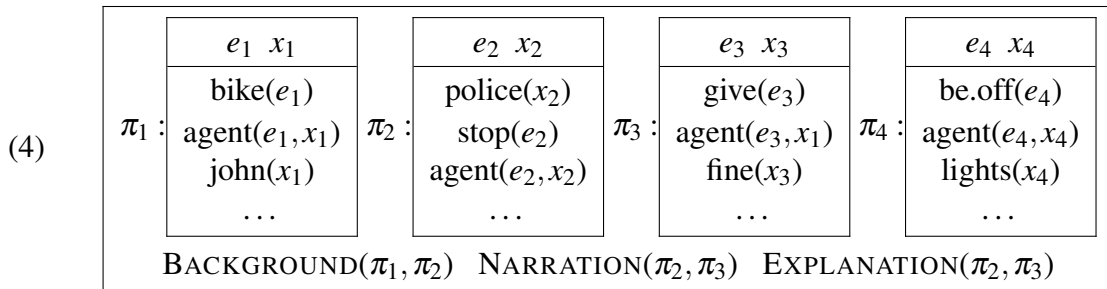 e₁ x₁ e₂ x₂ e₃ x₃ e₄ x₄
bike(e₁) police(x₂) give(e₃) be.off(e₄)
(4) π₁ : agent(e₁, x₁) π₂ : stop(e₂) π₃ : agent(e₃, x₁) π₄ : agent(e₄, x₄)
john(x₁) agent(e₂, x₂) fine(x₃) lights(x₄)
... ... ... ...
BACKGROUND(π₁, π₂) NARRATION(π₂, π₃) EXPLANATION(π₂, π₃)